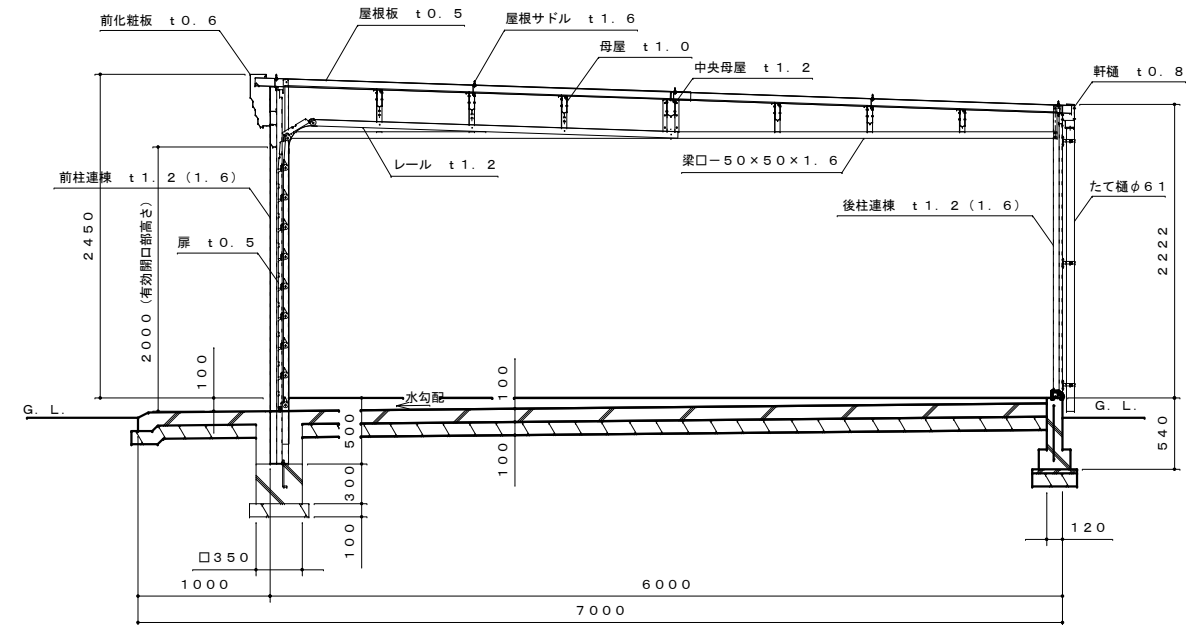 前化粧板　ｔ０．６
屋根板　ｔ０．５
屋根サドル　ｔ１．６
母屋　ｔ１．０
中央母屋　ｔ１．２
軒樋　ｔ０．８
レール　ｔ１．２
梁口－５０×５０×１．６
前柱連棟　ｔ１．２（１．６）
後柱連棟　ｔ１．２（１．６）
たて樋φ６１
扉　ｔ０．５
２４５０
２０００（有効開口部高さ）
２２２２
１００
１００
水勾配
Ｇ．Ｌ．
Ｇ．Ｌ．
５００
１００
５４０
３００
１００
１２０
口３５０
１０００
６０００
７０００